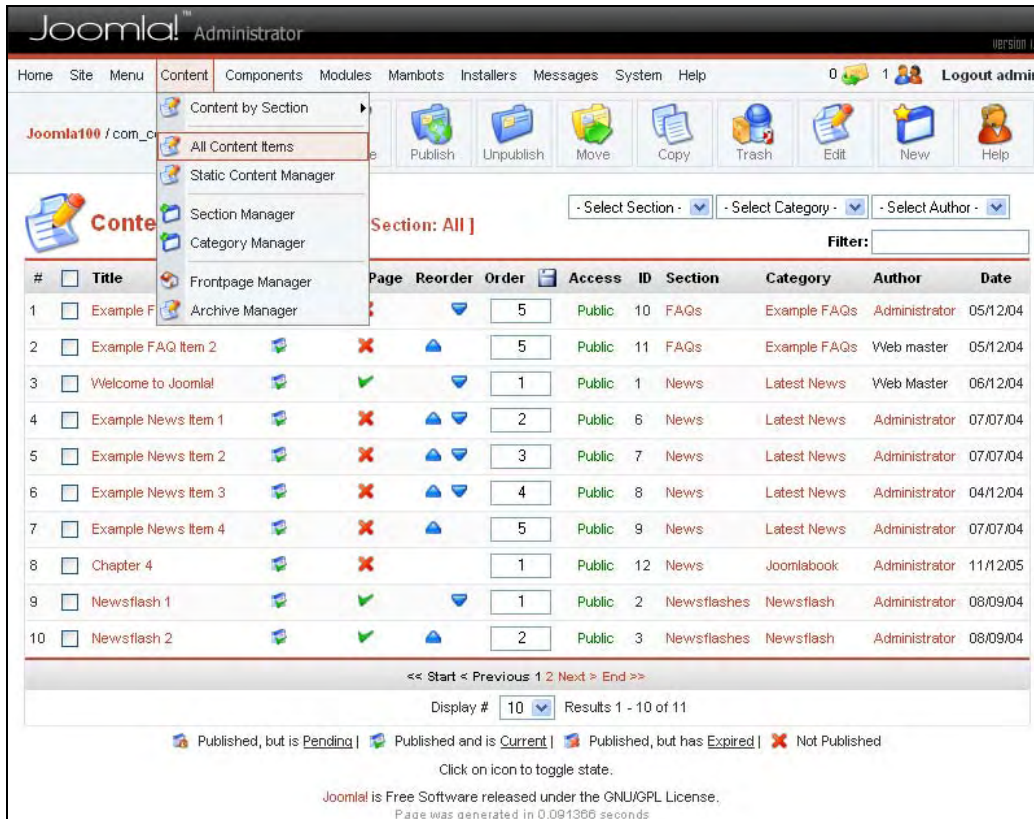 Joomla! ™ Administrator
version 1.
Home Site Menu Content Components Modules Mambots Installers Messages System Help 0 1 Logout admin
Content by Section
Joomla100 / com_c
Publish Unpublish Move Copy Trash Edit New Help
All Content Items
Static Content Manager
Section Manager
Category Manager
Frontpage Manager
Archive Manager
- Select Section - - Select Category - - Select Author -
Conte Section: All ]
Filter:
# Title Page Reorder Order Access ID Section Category Author Date
1 Example F 5 Public 10 FAQs Example FAQs Administrator 05/12/04
2 Example FAQ Item 2 5 Public 11 FAQs Example FAQs Web master 05/12/04
3 Welcome to Joomla! 1 Public 1 News Latest News Web Master 06/12/04
4 Example News Item 1 2 Public 6 News Latest News Administrator 07/07/04
5 Example News Item 2 3 Public 7 News Latest News Administrator 07/07/04
6 Example News Item 3 4 Public 8 News Latest News Administrator 04/12/04
7 Example News Item 4 5 Public 9 News Latest News Administrator 07/07/04
8 Chapter 4 1 Public 12 News Joomlabook Administrator 11/12/05
9 Newsflash 1 1 Public 2 Newsflashes Newsflash Administrator 08/09/04
10 Newsflash 2 2 Public 3 Newsflashes Newsflash Administrator 08/09/04
<< Start < Previous 1 2 Next > End >>
Display # 10 Results 1 - 10 of 11
Published, but is Pending | Published and is Current | Published, but has Expired | Not Published
Click on icon to toggle state.
Joomla! is Free Software released under the GNU/GPL License.
Page was generated in 0.091366 seconds